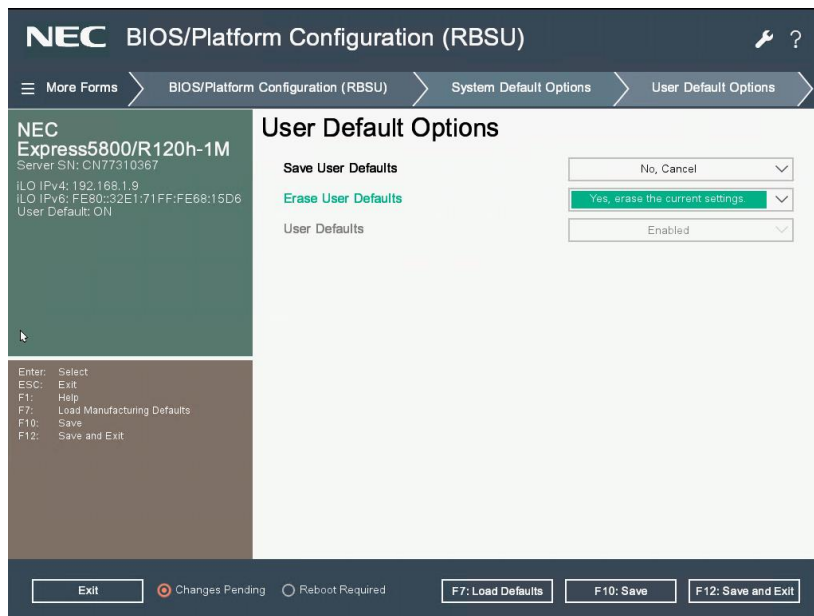 NEC BIOS/Platform Configuration (RBSU) ?
More Forms BIOS/Platform Configuration (RBSU) System Default Options User Default Options
NEC
Express5800/R120h-1M
Server SN: CN77310367
iLO IPv4: 192.168.1.9
iLO IPv6: FE80::32E1:71FF:FE68:15D6
User Default: ON
User Default Options
Save User Defaults No, Cancel
Erase User Defaults Yes, erase the current settings.
User Defaults Enabled
Enter: Select
ESC: Exit
F1: Help
F7: Load Manufacturing Defaults
F10: Save
F12: Save and Exit
Exit Changes Pending Reboot Required F7: Load Defaults F10: Save F12: Save and Exit